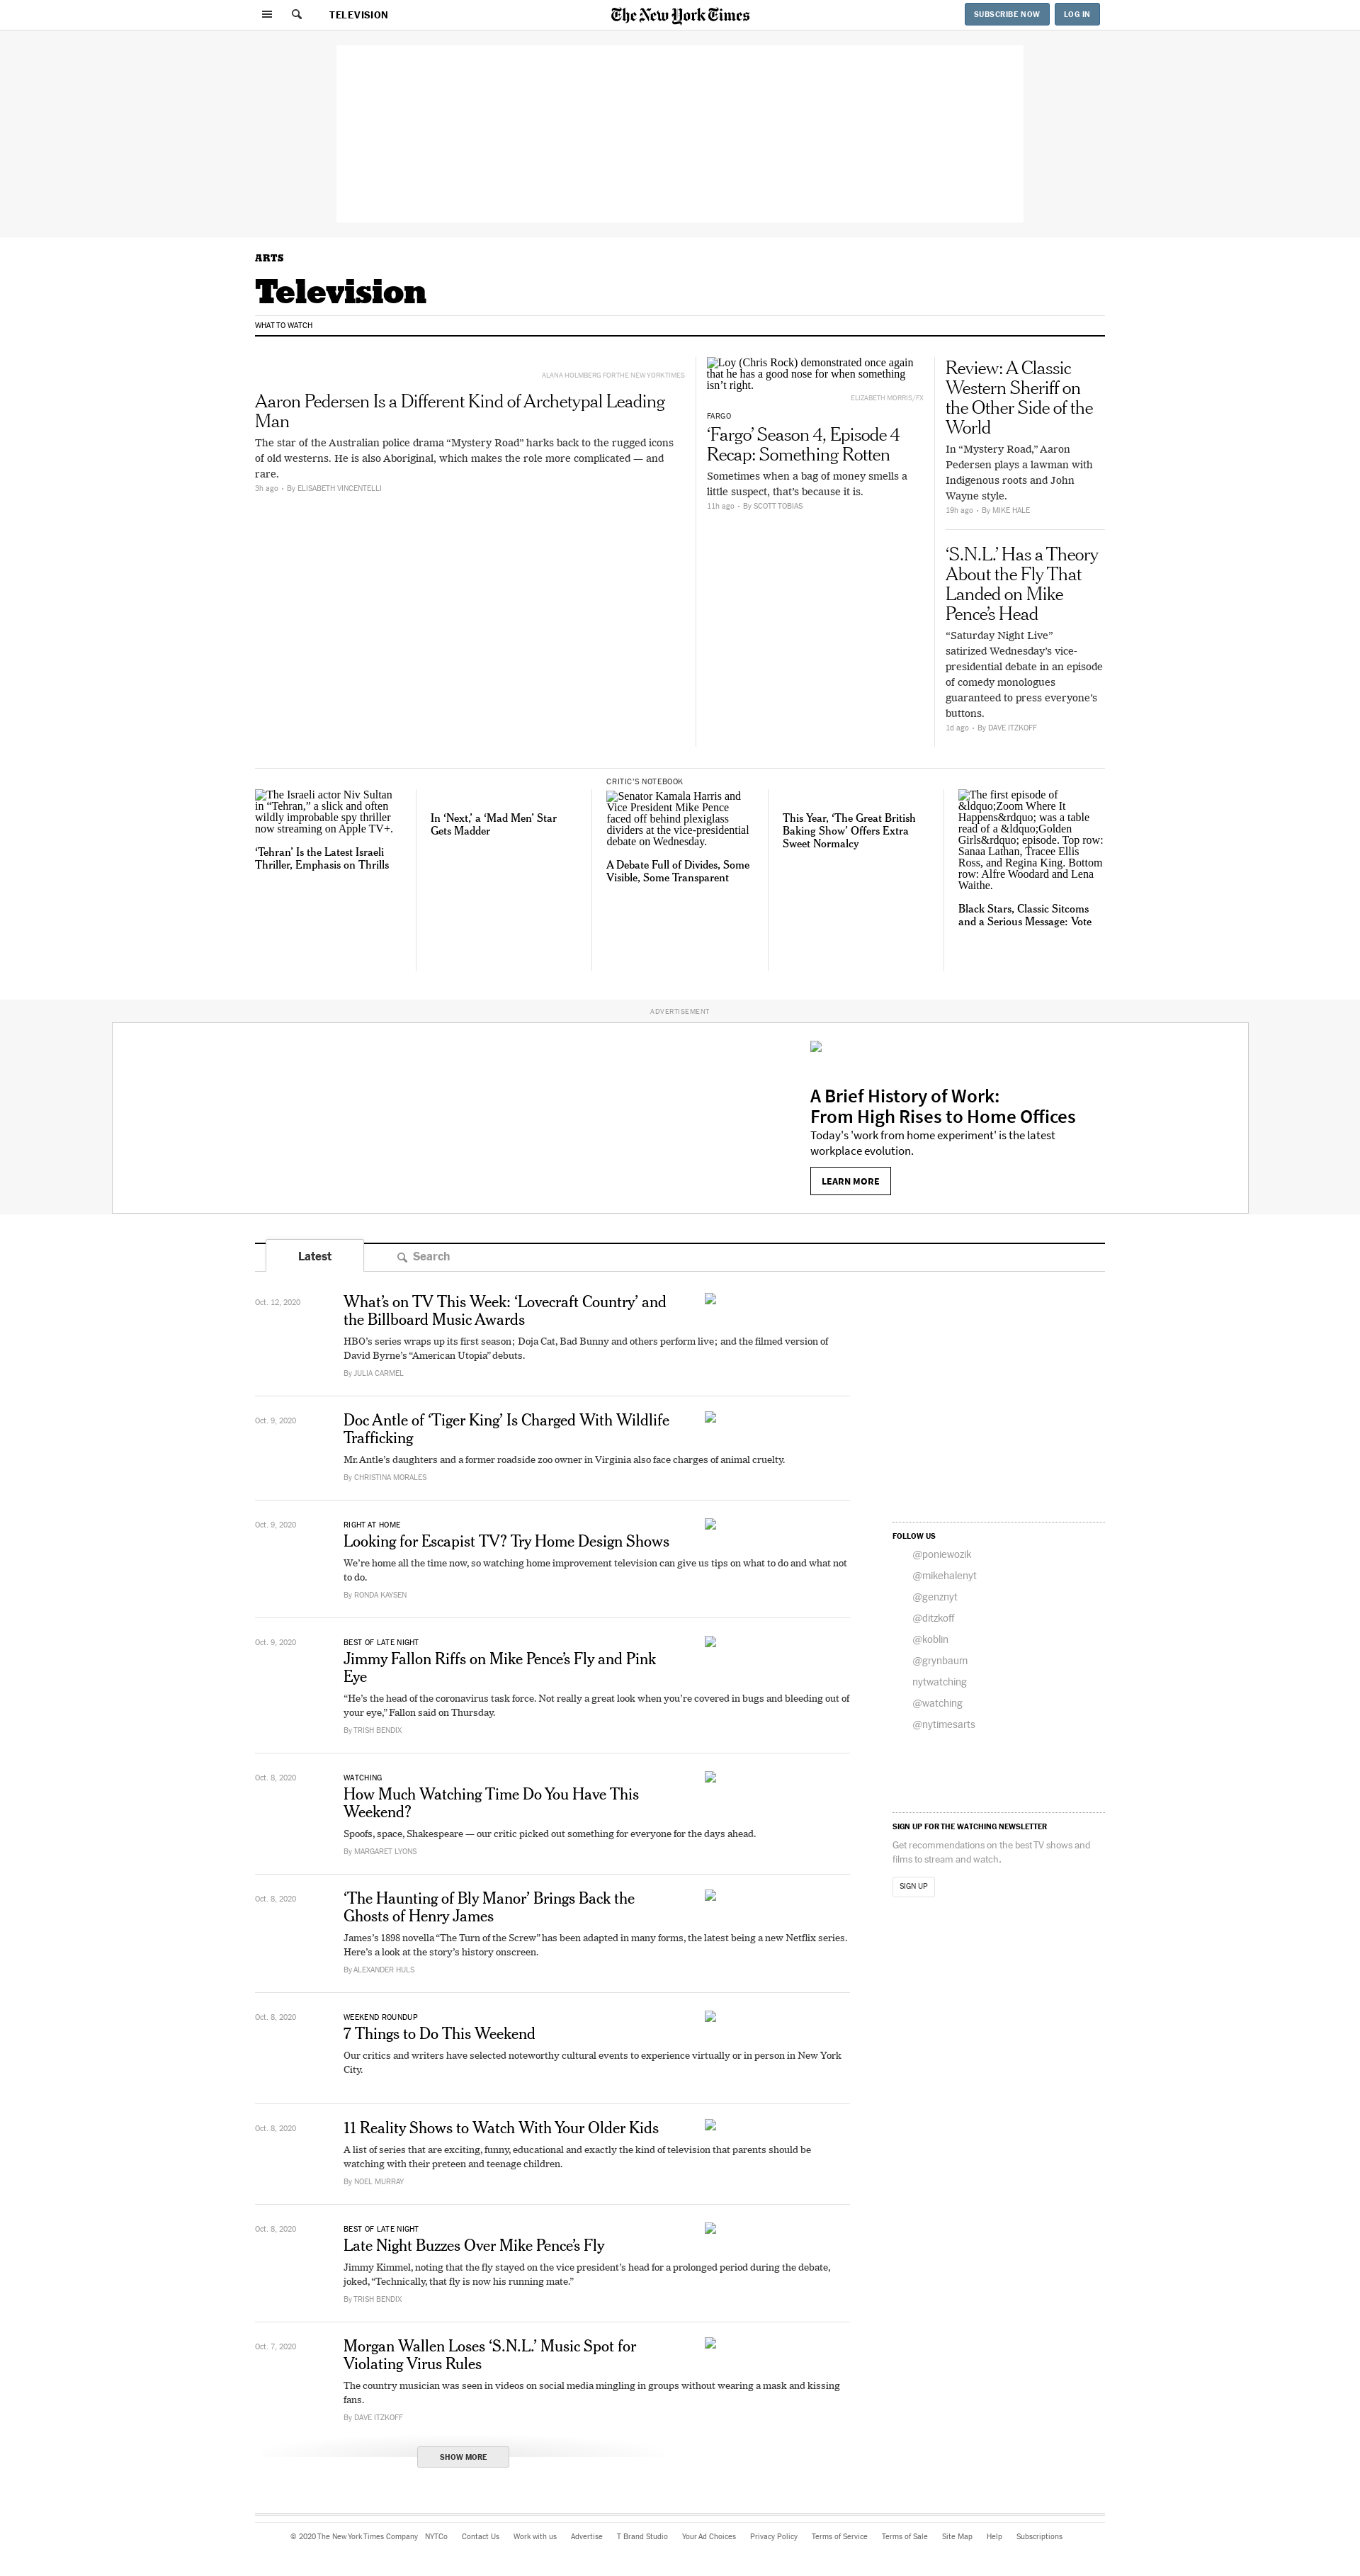 TELEVISION
The New York Times
SUBSCRIBE NOW
LOG IN
ARTS
Television
WHAT TO WATCH
ALANA HOLMBERG FOR THE NEW YORK TIMES
Aaron Pedersen Is a Different Kind of Archetypal Leading
Man
The star of the Australian police drama “Mystery Road” harks back to the rugged icons
of old westerns. He is also Aboriginal, which makes the role more complicated — and
rare.
3h ago • By ELISABETH VINCENTELLI
Loy (Chris Rock) demonstrated once again
that he has a good nose for when something
isn’t right.
ELIZABETH MORRIS/FX
FARGO
‘Fargo’ Season 4, Episode 4
Recap: Something Rotten
Sometimes when a bag of money smells a
little suspect, that’s because it is.
11h ago • By SCOTT TOBIAS
Review: A Classic
Western Sheriff on
the Other Side of the
World
In “Mystery Road,” Aaron
Pedersen plays a lawman with
Indigenous roots and John
Wayne style.
19h ago • By MIKE HALE
‘S.N.L.’ Has a Theory
About the Fly That
Landed on Mike
Pence’s Head
“Saturday Night Live”
satirized Wednesday’s vice-
presidential debate in an episode
of comedy monologues
guaranteed to press everyone’s
buttons.
1d ago • By DAVE ITZKOFF
The Israeli actor Niv Sultan
in “Tehran,” a slick and often
wildly improbable spy thriller
now streaming on Apple TV+.
‘Tehran’ Is the Latest Israeli
Thriller, Emphasis on Thrills
In ‘Next,’ a ‘Mad Men’ Star
Gets Madder
CRITIC’S NOTEBOOK
Senator Kamala Harris and
Vice President Mike Pence
faced off behind plexiglass
dividers at the vice-presidential
debate on Wednesday.
A Debate Full of Divides, Some
Visible, Some Transparent
This Year, ‘The Great British
Baking Show’ Offers Extra
Sweet Normalcy
The first episode of
&ldquo;Zoom Where It
Happens&rdquo; was a table
read of a &ldquo;Golden
Girls&rdquo; episode. Top row:
Sanaa Lathan, Tracee Ellis
Ross, and Regina King. Bottom
row: Alfre Woodard and Lena
Waithe.
Black Stars, Classic Sitcoms
and a Serious Message: Vote
ADVERTISEMENT
A Brief History of Work:
From High Rises to Home Offices
Today's 'work from home experiment' is the latest
workplace evolution.
LEARN MORE
Latest
Search
Oct. 12, 2020
What’s on TV This Week: ‘Lovecraft Country’ and
the Billboard Music Awards
HBO’s series wraps up its first season; Doja Cat, Bad Bunny and others perform live; and the filmed version of
David Byrne’s “American Utopia” debuts.
By JULIA CARMEL
Oct. 9, 2020
Doc Antle of ‘Tiger King’ Is Charged With Wildlife
Trafficking
Mr. Antle’s daughters and a former roadside zoo owner in Virginia also face charges of animal cruelty.
By CHRISTINA MORALES
Oct. 9, 2020
RIGHT AT HOME
Looking for Escapist TV? Try Home Design Shows
We’re home all the time now, so watching home improvement television can give us tips on what to do and what not
to do.
By RONDA KAYSEN
Oct. 9, 2020
BEST OF LATE NIGHT
Jimmy Fallon Riffs on Mike Pence’s Fly and Pink
Eye
“He’s the head of the coronavirus task force. Not really a great look when you’re covered in bugs and bleeding out of
your eye,” Fallon said on Thursday.
By TRISH BENDIX
Oct. 8, 2020
WATCHING
How Much Watching Time Do You Have This
Weekend?
Spoofs, space, Shakespeare — our critic picked out something for everyone for the days ahead.
By MARGARET LYONS
Oct. 8, 2020
‘The Haunting of Bly Manor’ Brings Back the
Ghosts of Henry James
James’s 1898 novella “The Turn of the Screw” has been adapted in many forms, the latest being a new Netflix series.
Here’s a look at the story’s history onscreen.
By ALEXANDER HULS
Oct. 8, 2020
WEEKEND ROUNDUP
7 Things to Do This Weekend
Our critics and writers have selected noteworthy cultural events to experience virtually or in person in New York
City.
Oct. 8, 2020
11 Reality Shows to Watch With Your Older Kids
A list of series that are exciting, funny, educational and exactly the kind of television that parents should be
watching with their preteen and teenage children.
By NOEL MURRAY
Oct. 8, 2020
BEST OF LATE NIGHT
Late Night Buzzes Over Mike Pence’s Fly
Jimmy Kimmel, noting that the fly stayed on the vice president’s head for a prolonged period during the debate,
joked, “Technically, that fly is now his running mate.”
By TRISH BENDIX
Oct. 7, 2020
Morgan Wallen Loses ‘S.N.L.’ Music Spot for
Violating Virus Rules
The country musician was seen in videos on social media mingling in groups without wearing a mask and kissing
fans.
By DAVE ITZKOFF
SHOW MORE
FOLLOW US
@poniewozik
@mikehalenyt
@genznyt
@ditzkoff
@koblin
@grynbaum
nytwatching
@watching
@nytimesarts
SIGN UP FOR THE WATCHING NEWSLETTER
Get recommendations on the best TV shows and
films to stream and watch.
SIGN UP
© 2020 The New York Times Company NYTCo Contact Us Work with us Advertise T Brand Studio Your Ad Choices Privacy Policy Terms of Service Terms of Sale Site Map Help Subscriptions